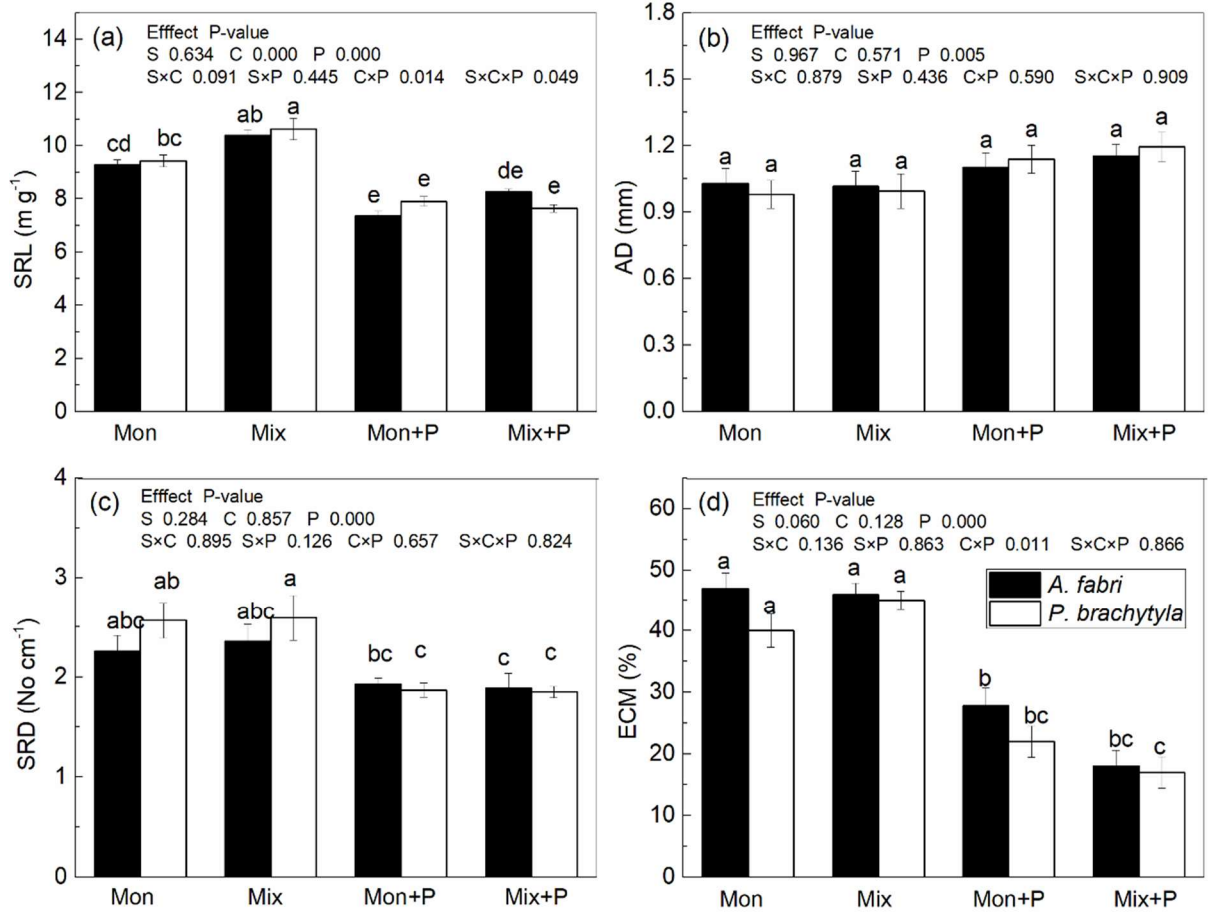 (a)
Efffect P-value
S 0.634 C 0.000 P 0.000
S×C 0.091 S×P 0.445 C×P 0.014 S×C×P 0.049
SRL (m g-1)
14
12
10
8
6
4
2
0
cd
bc
ab
a
e
e
de
e
Mon Mix Mon+P Mix+P
(b)
Efffect P-value
S 0.967 C 0.571 P 0.005
S×C 0.879 S×P 0.436 C×P 0.590 S×C×P 0.909
AD (mm)
1.8
1.5
1.2
0.9
0.6
0.3
0.0
a
a
a
a
a
a
a
a
Mon Mix Mon+P Mix+P
(c)
Efffect P-value
S 0.284 C 0.857 P 0.000
S×C 0.895 S×P 0.126 C×P 0.657 S×C×P 0.824
SRD (No cm-1)
4
3
2
1
0
abc
ab
abc
a
bc
c
c
c
Mon Mix Mon+P Mix+P
(d)
Efffect P-value
S 0.060 C 0.128 P 0.000
S×C 0.136 S×P 0.863 C×P 0.011 S×C×P 0.866
A. fabri
P. brachytyla
ECM (%)
60
50
40
30
20
10
0
a
a
a
a
b
bc
bc
c
Mon Mix Mon+P Mix+P